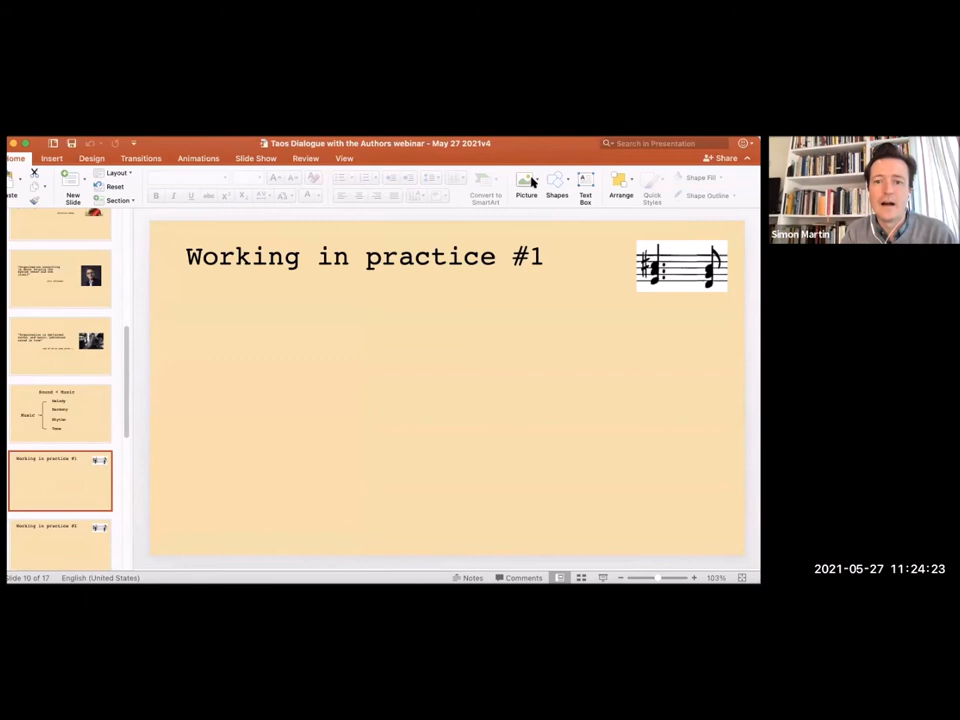 Taos Dialogue with the Authors webinar - May 27 2021v4
Search in Presentation
Home Insert Design Transitions Animations Slide Show Review View
Share
New Slide
Layout
Reset
Section
Convert to SmartArt
Picture
Shapes
Text Box
Arrange
Quick Styles
Shape Fill
Shape Outline
Sound < Music
Music
Melody
Harmony
Rhythm
Tone
Working in practice #1
Working in practice #2
Working in practice #1
Simon Martin
Slide 10 of 17
English (United States)
Notes
Comments
103%
2021-05-27 11:24:23